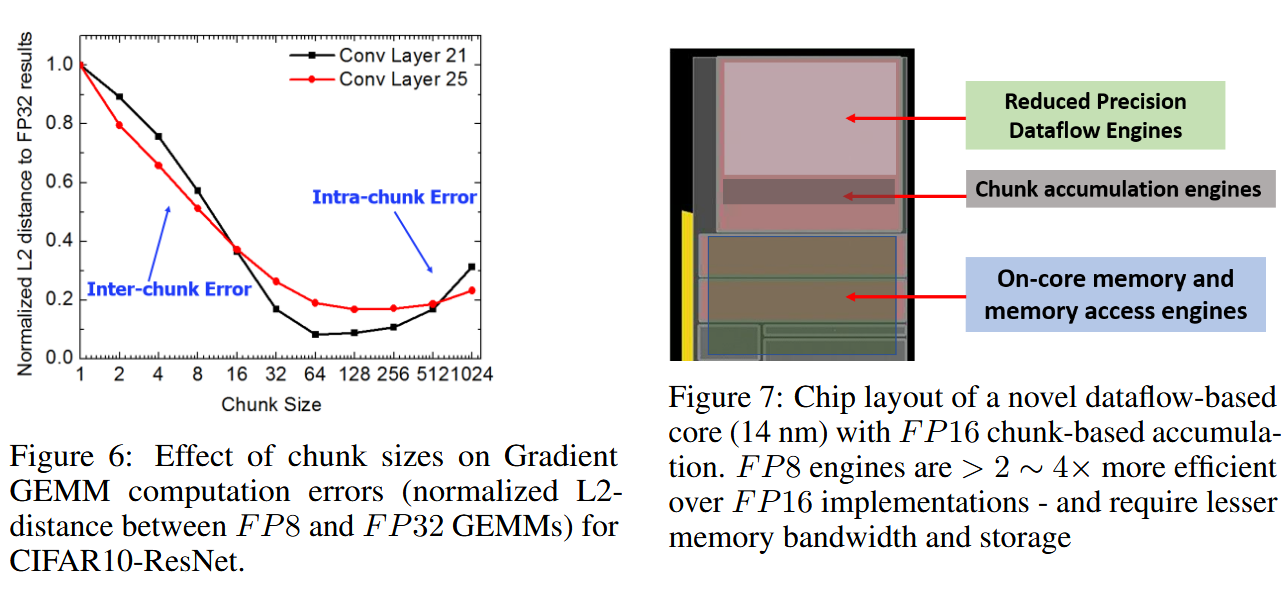 Normalized L2 distance to FP32 results
1.0
0.8
0.6
0.4
0.2
0.0
Conv Layer 21
Conv Layer 25
Intra-chunk Error
Inter-chunk Error
1 2 4 8 16 32 64 128 256 512 1024
Chunk Size
Figure 6: Effect of chunk sizes on Gradient
GEMM computation errors (normalized L2-
distance between FP8 and FP32 GEMMs) for
CIFAR10-ResNet.
Reduced Precision
Dataflow Engines
Chunk accumulation engines
On-core memory and
memory access engines
Figure 7: Chip layout of a novel dataflow-based
core (14 nm) with FP16 chunk-based accumula-
tion. FP8 engines are > 2 ∼ 4× more efficient
over FP16 implementations - and require lesser
memory bandwidth and storage